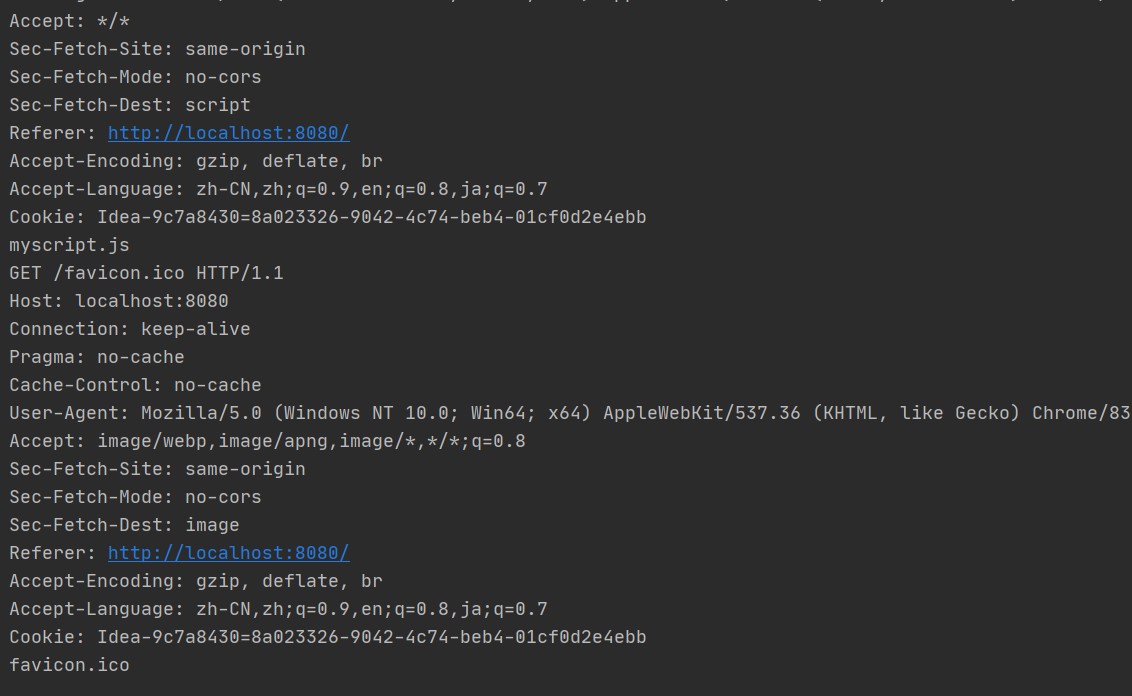 Accept: */*
Sec-Fetch-Site: same-origin
Sec-Fetch-Mode: no-cors
Sec-Fetch-Dest: script
Referer: http://localhost:8080/
Accept-Encoding: gzip, deflate, br
Accept-Language: zh-CN,zh;q=0.9,en;q=0.8,ja;q=0.7
Cookie: Idea-9c7a8430=8a023326-9042-4c74-beb4-01cf0d2e4ebb
myscript.js
GET /favicon.ico HTTP/1.1
Host: localhost:8080
Connection: keep-alive
Pragma: no-cache
Cache-Control: no-cache
User-Agent: Mozilla/5.0 (Windows NT 10.0; Win64; x64) AppleWebKit/537.36 (KHTML, like Gecko) Chrome/83
Accept: image/webp,image/apng,image/*,*/*;q=0.8
Sec-Fetch-Site: same-origin
Sec-Fetch-Mode: no-cors
Sec-Fetch-Dest: image
Referer: http://localhost:8080/
Accept-Encoding: gzip, deflate, br
Accept-Language: zh-CN,zh;q=0.9,en;q=0.8,ja;q=0.7
Cookie: Idea-9c7a8430=8a023326-9042-4c74-beb4-01cf0d2e4ebb
favicon.ico